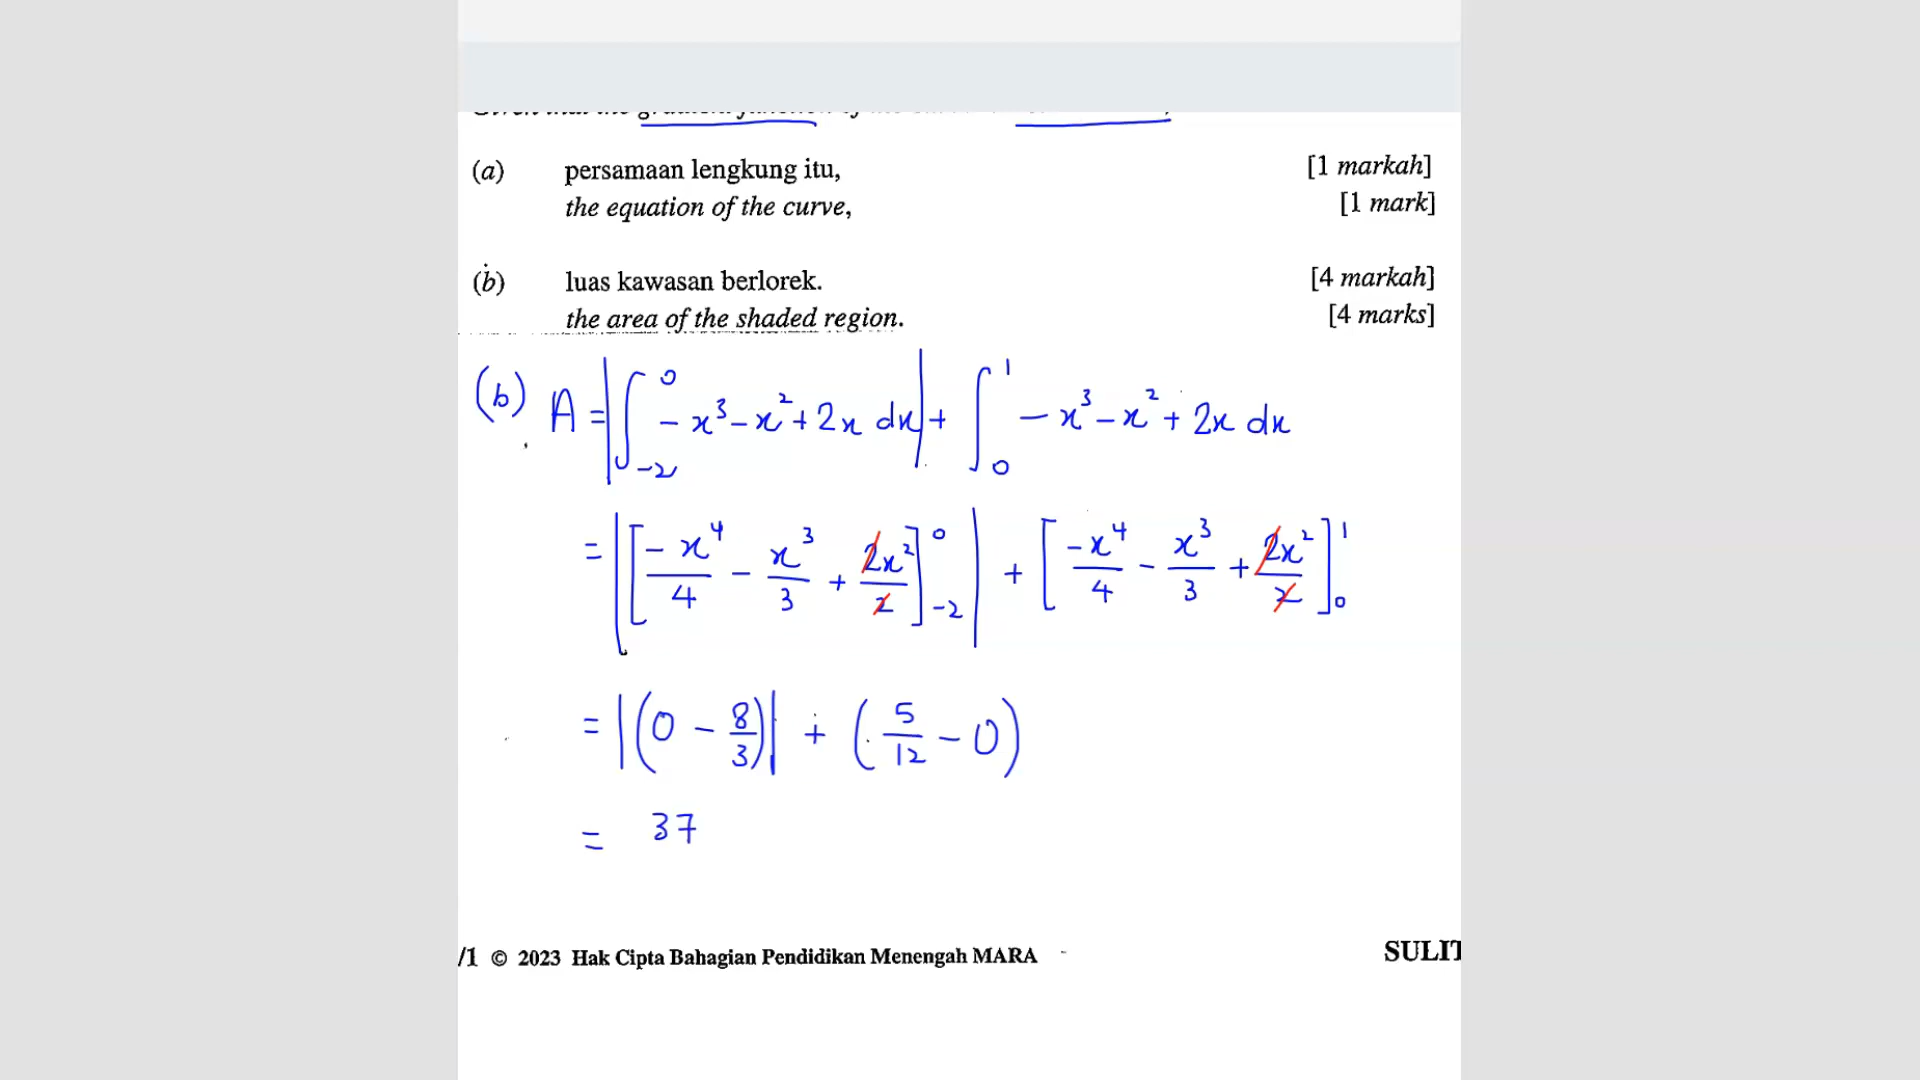 (a) persamaan lengkung itu, [1 markah]
the equation of the curve, [1 mark]
(b) luas kawasan berlorek. [4 markah]
the area of the shaded region. [4 marks]
(b) A = |∫_{-2}^{0} -x³ - x² + 2x dx| + ∫_{0}^{1} -x³ - x² + 2x dx
= |[-x⁴/4 - x³/3 + 2x²/2]_{-2}^{0}| + [-x⁴/4 - x³/3 + 2x²/2]_{0}^{1}
= |(0 - 8/3)| + (5/12 - 0)
= 37
/1 © 2023 Hak Cipta Bahagian Pendidikan Menengah MARA
SULIT